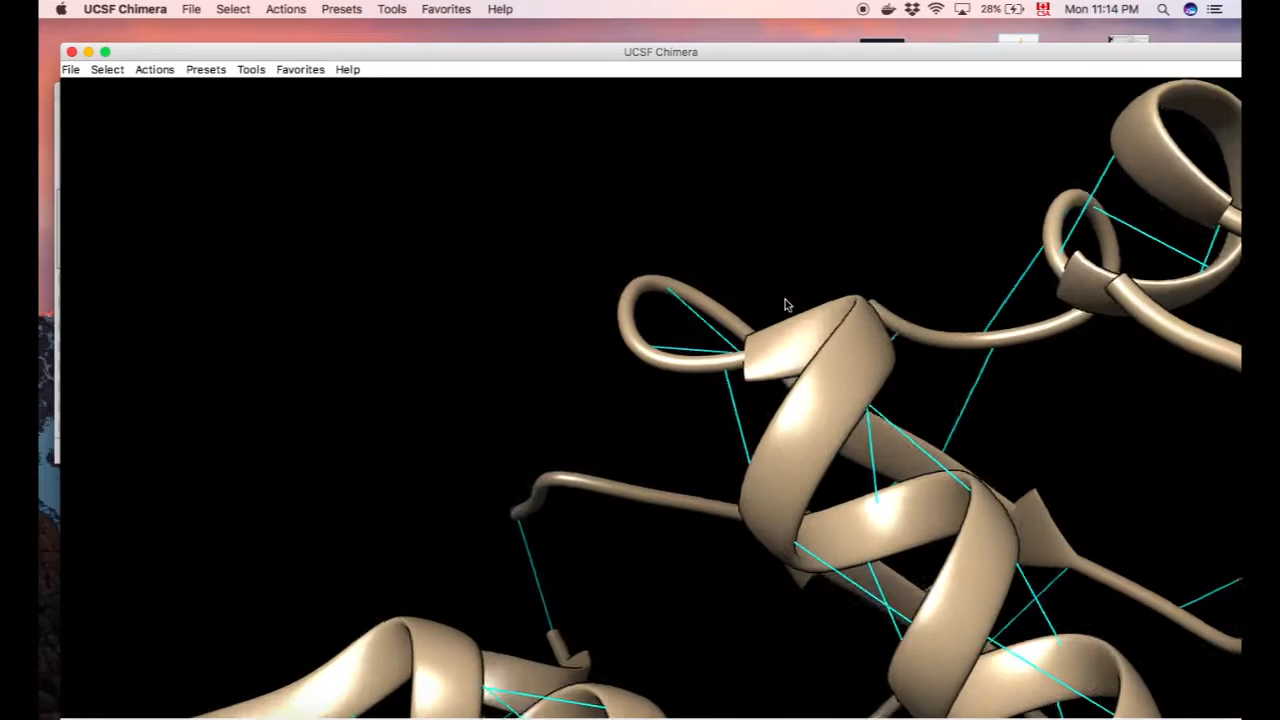 UCSF Chimera File Select Actions Presets Tools Favorites Help 28% CSA Mon 11:14 PM
UCSF Chimera
File Select Actions Presets Tools Favorites Help